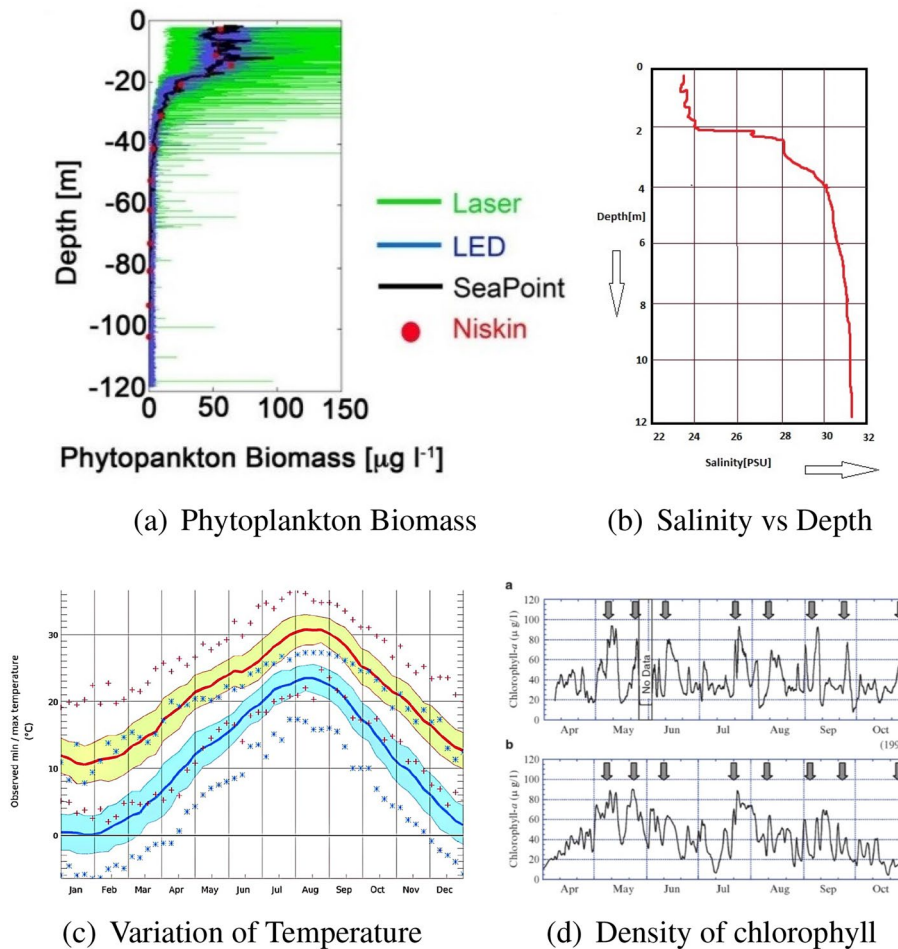 0
-20
-40
-60
-80
-100
-120
Depth [m]
0 50 100 150
Phytopankton Biomass [μg l-1]
Laser
LED
SeaPoint
Niskin
(a) Phytoplankton Biomass
0
2
4
Depth[m]
6
8
10
12
22 24 26 28 30 32
Salinity[PSU]
(b) Salinity vs Depth
30
20
10
0
Observed min / max temperature
(°C)
Jan Feb Mar Apr May Jun Jul Aug Sep Oct Nov Dec
(c) Variation of Temperature
a
120
100
80
60
40
20
0
Chlorophyll-a (μ g/l)
No Data
Apr May Jun Jul Aug Sep Oct
(199
b
120
100
80
60
40
20
0
Chlorophyll-a (μ g/l)
Apr May Jun Jul Aug Sep Oct
(d) Density of chlorophyll